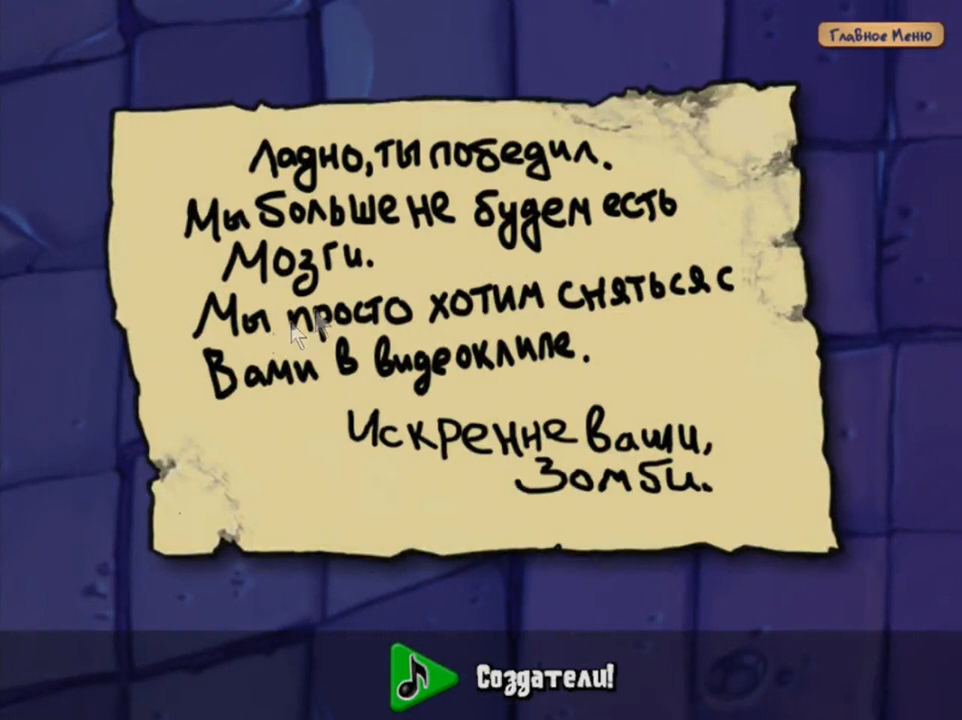 Главное Меню
Ладно, ты победил.
Мы больше не будем есть
Мозги.
Мы просто хотим сняться с
Вами в видеоклипе.
Искренне ваши,
Зомби.
Создатели!